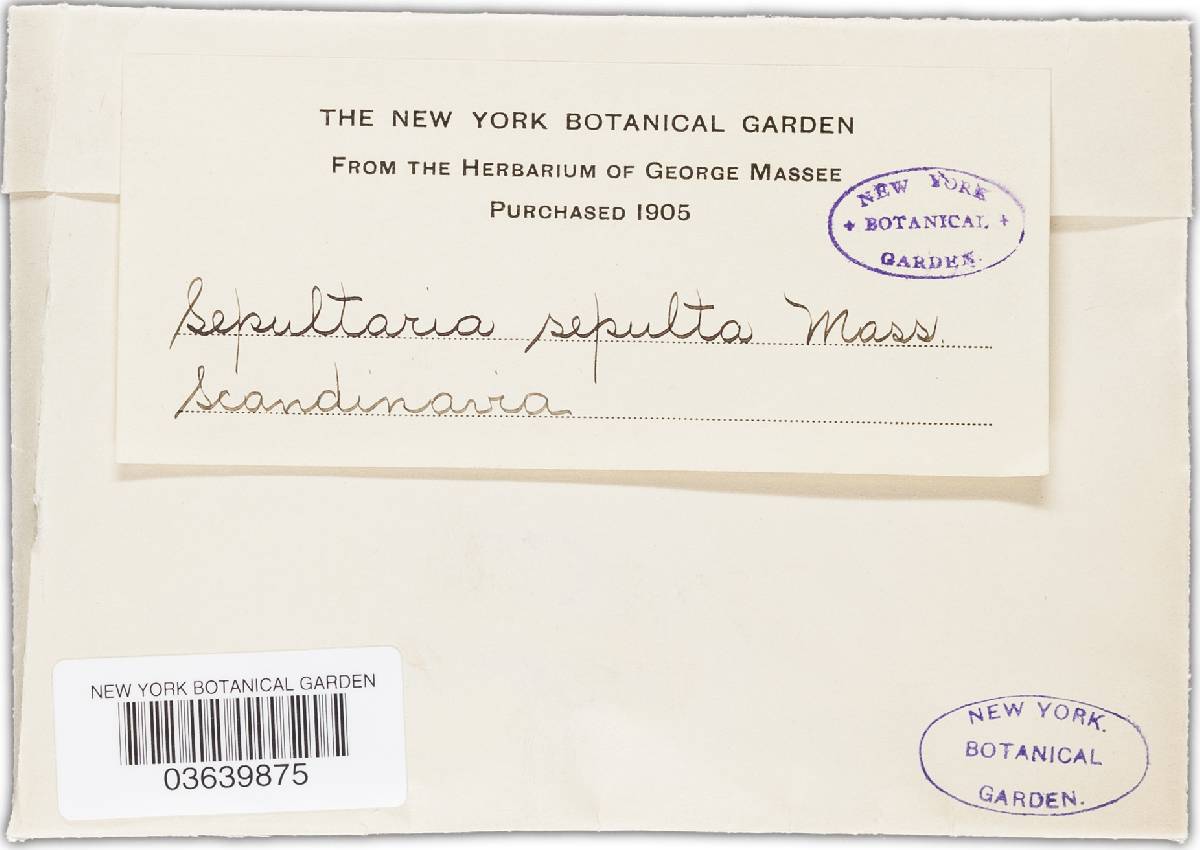 THE NEW YORK BOTANICAL GARDEN
FROM THE HERBARIUM OF GEORGE MASSEE
PURCHASED 1905
NEW YORK
+ BOTANICAL +
GARDEN.
Sepultaria sepulta Mass.
Scandinavia
NEW YORK BOTANICAL GARDEN
03639875
NEW YORK.
BOTANICAL
GARDEN.